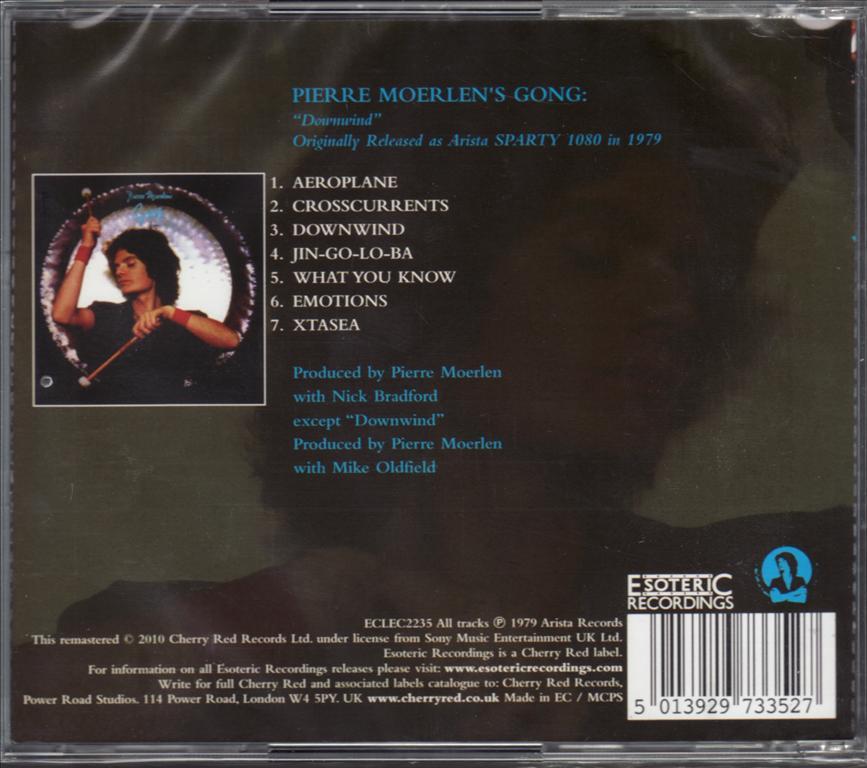 PIERRE MOERLEN'S GONG:
“Downwind”
Originally Released as Arista SPARTY 1080 in 1979
1. AEROPLANE
2. CROSSCURRENTS
3. DOWNWIND
4. JIN-GO-LO-BA
5. WHAT YOU KNOW
6. EMOTIONS
7. XTASEA
Pierre Moerlen's
Gong
Produced by Pierre Moerlen
with Nick Bradford
except “Downwind”
Produced by Pierre Moerlen
with Mike Oldfield
ESOTERIC
RECORDINGS
ECLEC2235 All tracks ℗ 1979 Arista Records
This remastered © 2010 Cherry Red Records Ltd. under license from Sony Music Entertainment UK Ltd.
Esoteric Recordings is a Cherry Red label.
For information on all Esoteric Recordings releases please visit: www.esotericrecordings.com
Write for full Cherry Red and associated labels catalogue to: Cherry Red Records,
Power Road Studios. 114 Power Road, London W4 5PY. UK www.cherryred.co.uk Made in EC / MCPS
5 013929 733527